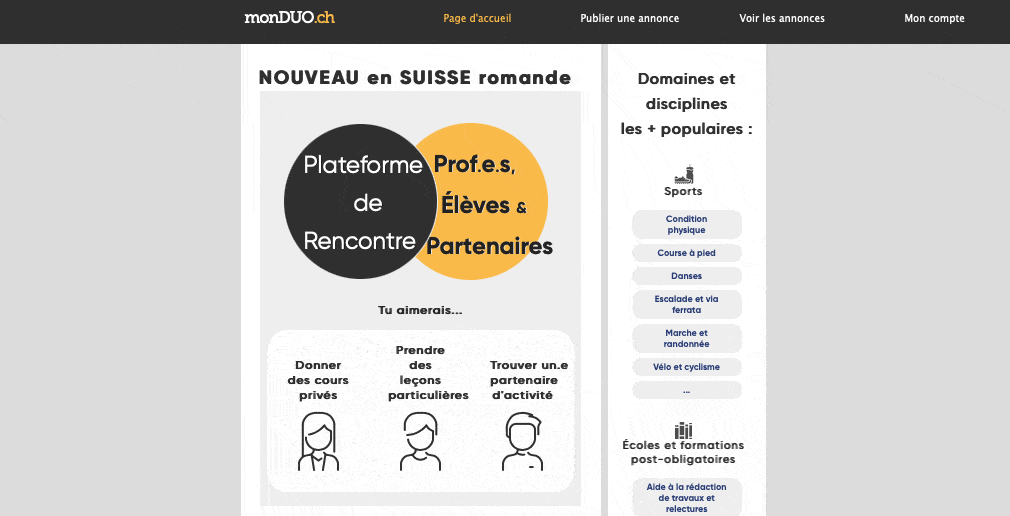 monDUO.ch
Page d'accueil
Publier une annonce
Voir les annonces
Mon compte
NOUVEAU en SUISSE romande
Plateforme
de
Rencontre
Prof.e.s,
Élèves &
Partenaires
Tu aimerais...
Donner
des cours
privés
Prendre
des
leçons
particulières
Trouver un.e
partenaire
d'activité
Domaines et
disciplines
les + populaires :
Sports
Condition
physique
Course à pied
Danses
Escalade et via
ferrata
Marche et
randonnée
Vélo et cyclisme
...
Écoles et formations
post-obligatoires
Aide à la rédaction
de travaux et
relectures